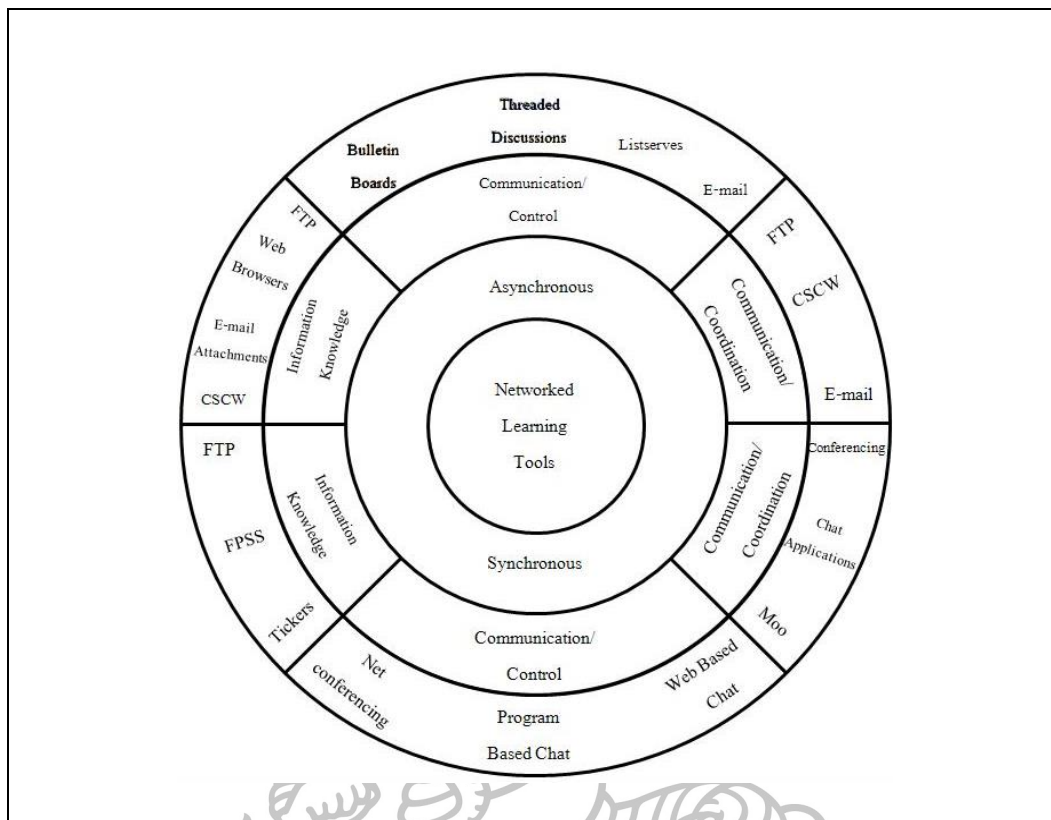 Threaded
Discussions
Bulletin
Boards
Listserves
E-mail
Communication/
Control
FTP
Web
Browsers
E-mail
Attachments
CSCW
Information
Knowledge
FTP
CSCW
E-mail
Communication/
Coordination
Asynchronous
Networked
Learning
Tools
Synchronous
FTP
FPSS
Tickers
Information
Knowledge
Conferencing
Chat
Applications
Moo
Communication/
Coordination
Communication/
Control
Net
conferencing
Program
Based Chat
Web Based
Chat